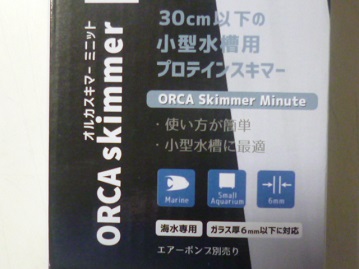 オルカスキマー ミニット
ORCA skimmer
30cm以下の
小型水槽用
プロテインスキマー
ORCA Skimmer Minute
・使い方が簡単
・小型水槽に最適
Marine
Small Aquarium
6mm
海水専用
ガラス厚6mm以下に対応
エアーポンプ別売り